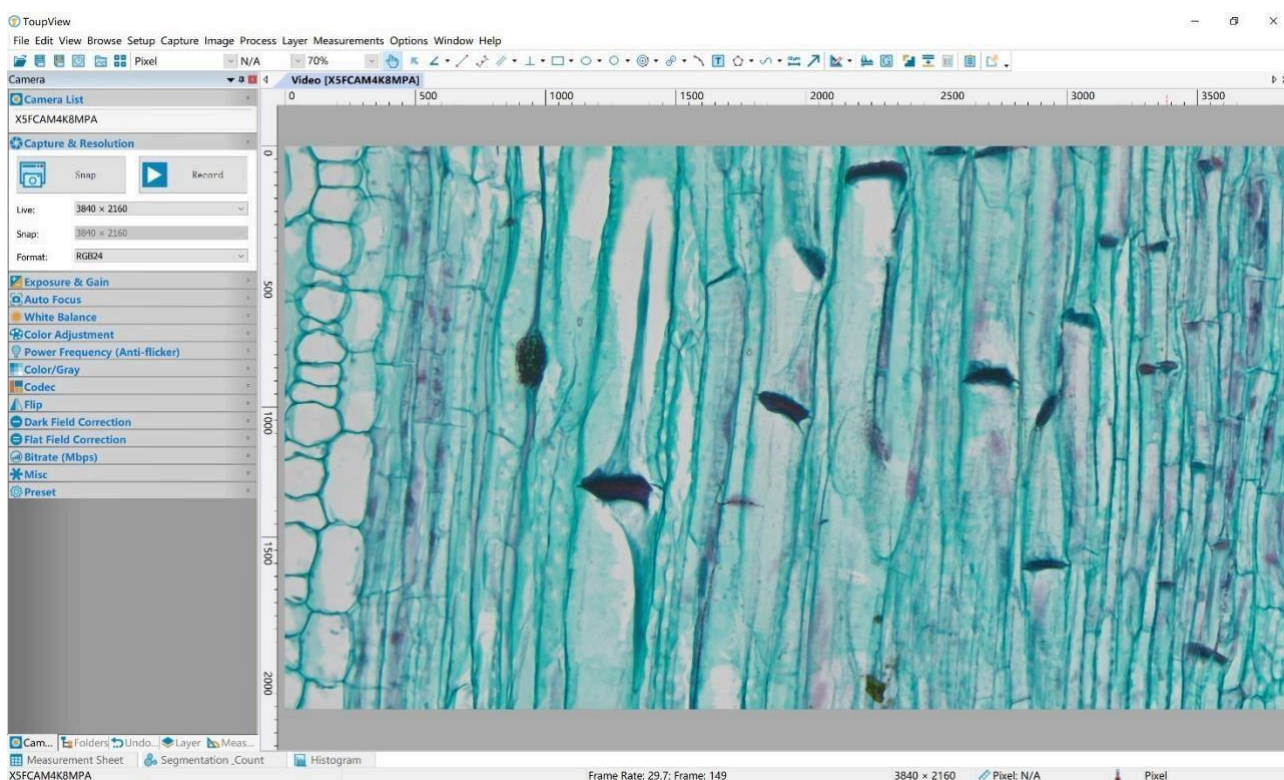 ToupView
File Edit View Browse Setup Capture Image Process Layer Measurements Options Window Help
Pixel N/A 70%
Camera
Video [X5FCAM4K8MPA]
Camera List
X5FCAM4K8MPA
Capture & Resolution
Snap Record
Live: 3840 × 2160
Snap: 3840 × 2160
Format: RGB24
Exposure & Gain
Auto Focus
White Balance
Color Adjustment
Power Frequency (Anti-flicker)
Color/Gray
Codec
Flip
Dark Field Correction
Flat Field Correction
Bitrate (Mbps)
Misc
Preset
0 500 1000 1500 2000 2500 3000 3500
0
500
1000
1500
2000
Cam... Folders Undo... Layer Meas...
Measurement Sheet Segmentation_Count Histogram
X5FCAM4K8MPA Frame Rate: 29.7; Frame: 149 3840 × 2160 Pixel: N/A Pixel